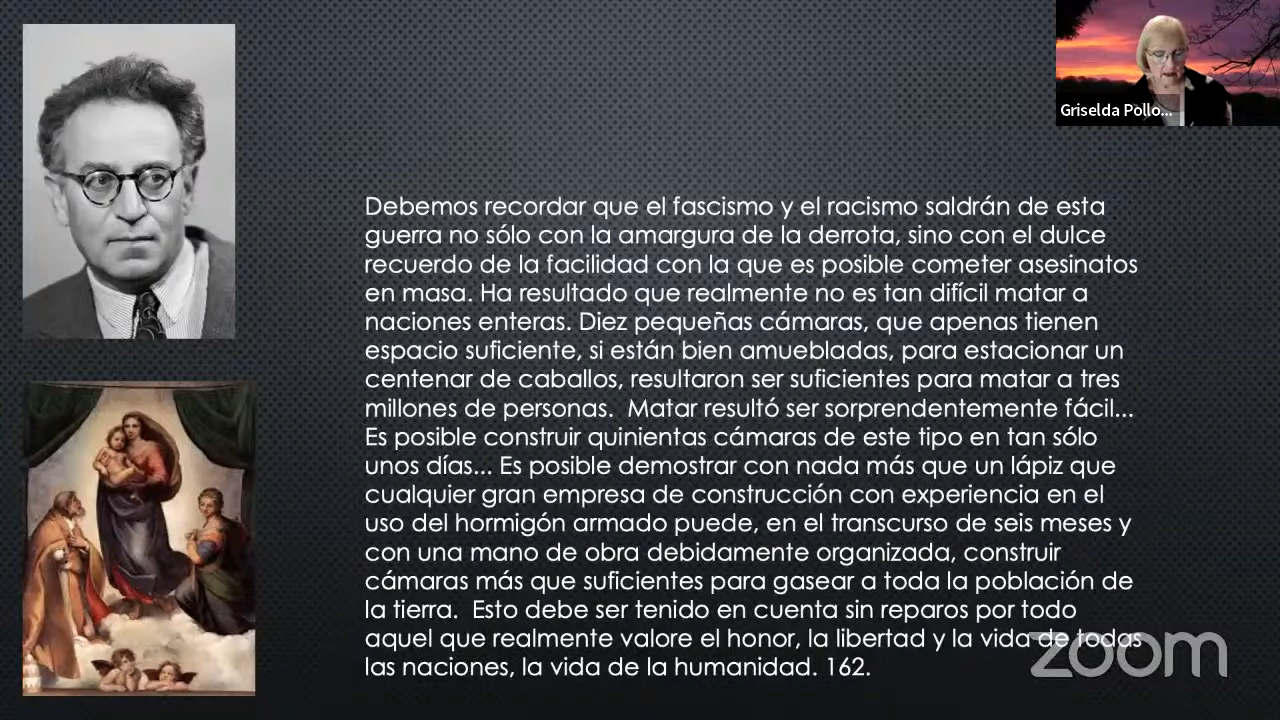 Griselda Pollo...
Debemos recordar que el fascismo y el racismo saldrán de esta
guerra no sólo con la amargura de la derrota, sino con el dulce
recuerdo de la facilidad con la que es posible cometer asesinatos
en masa. Ha resultado que realmente no es tan difícil matar a
naciones enteras. Diez pequeñas cámaras, que apenas tienen
espacio suficiente, si están bien amuebladas, para estacionar un
centenar de caballos, resultaron ser suficientes para matar a tres
millones de personas.  Matar resultó ser sorprendentemente fácil...
Es posible construir quinientas cámaras de este tipo en tan sólo
unos días... Es posible demostrar con nada más que un lápiz que
cualquier gran empresa de construcción con experiencia en el
uso del hormigón armado puede, en el transcurso de seis meses y
con una mano de obra debidamente organizada, construir
cámaras más que suficientes para gasear a toda la población de
la tierra.  Esto debe ser tenido en cuenta sin reparos por todo
aquel que realmente valore el honor, la libertad y la vida de todas
las naciones, la vida de la humanidad. 162.
zoom